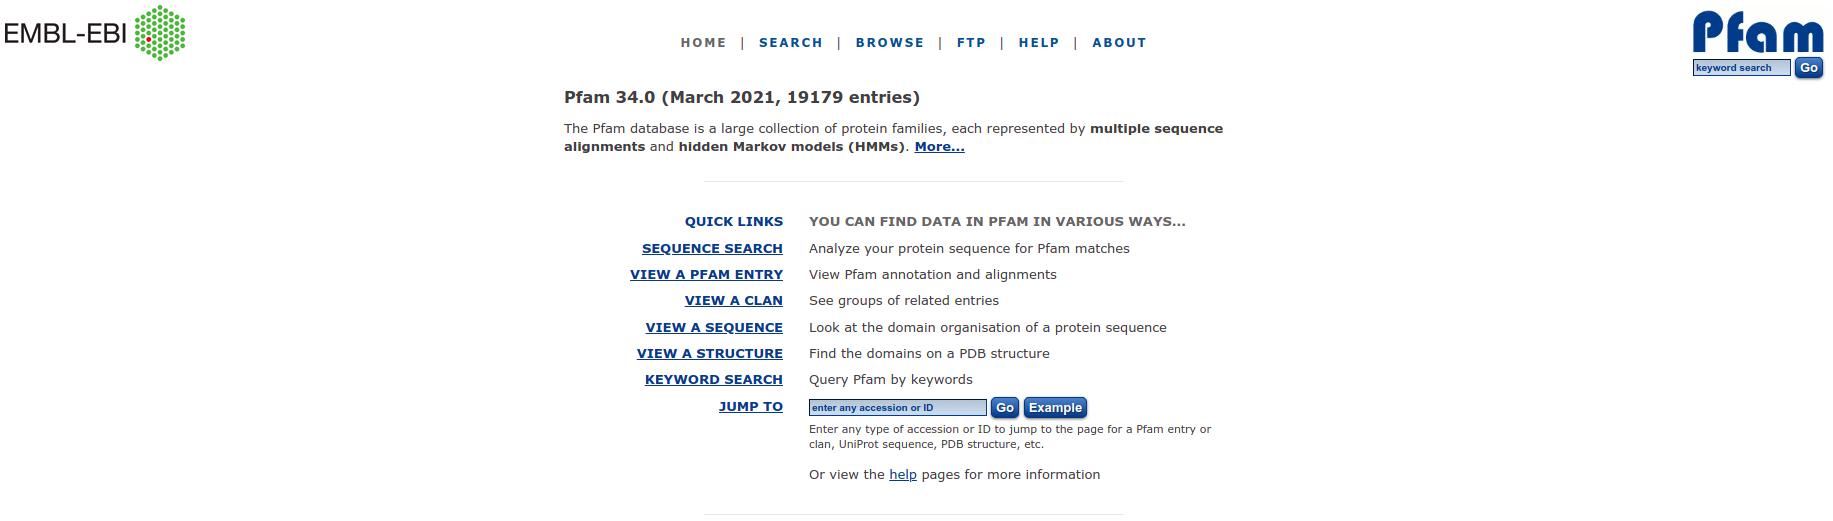 EMBL-EBI
HOME | SEARCH | BROWSE | FTP | HELP | ABOUT
Pfam
keyword search Go
Pfam 34.0 (March 2021, 19179 entries)
The Pfam database is a large collection of protein families, each represented by multiple sequence
alignments and hidden Markov models (HMMs). More...
QUICK LINKS YOU CAN FIND DATA IN PFAM IN VARIOUS WAYS...
SEQUENCE SEARCH Analyze your protein sequence for Pfam matches
VIEW A PFAM ENTRY View Pfam annotation and alignments
VIEW A CLAN See groups of related entries
VIEW A SEQUENCE Look at the domain organisation of a protein sequence
VIEW A STRUCTURE Find the domains on a PDB structure
KEYWORD SEARCH Query Pfam by keywords
JUMP TO enter any accession or ID Go Example
Enter any type of accession or ID to jump to the page for a Pfam entry or
clan, UniProt sequence, PDB structure, etc.
Or view the help pages for more information